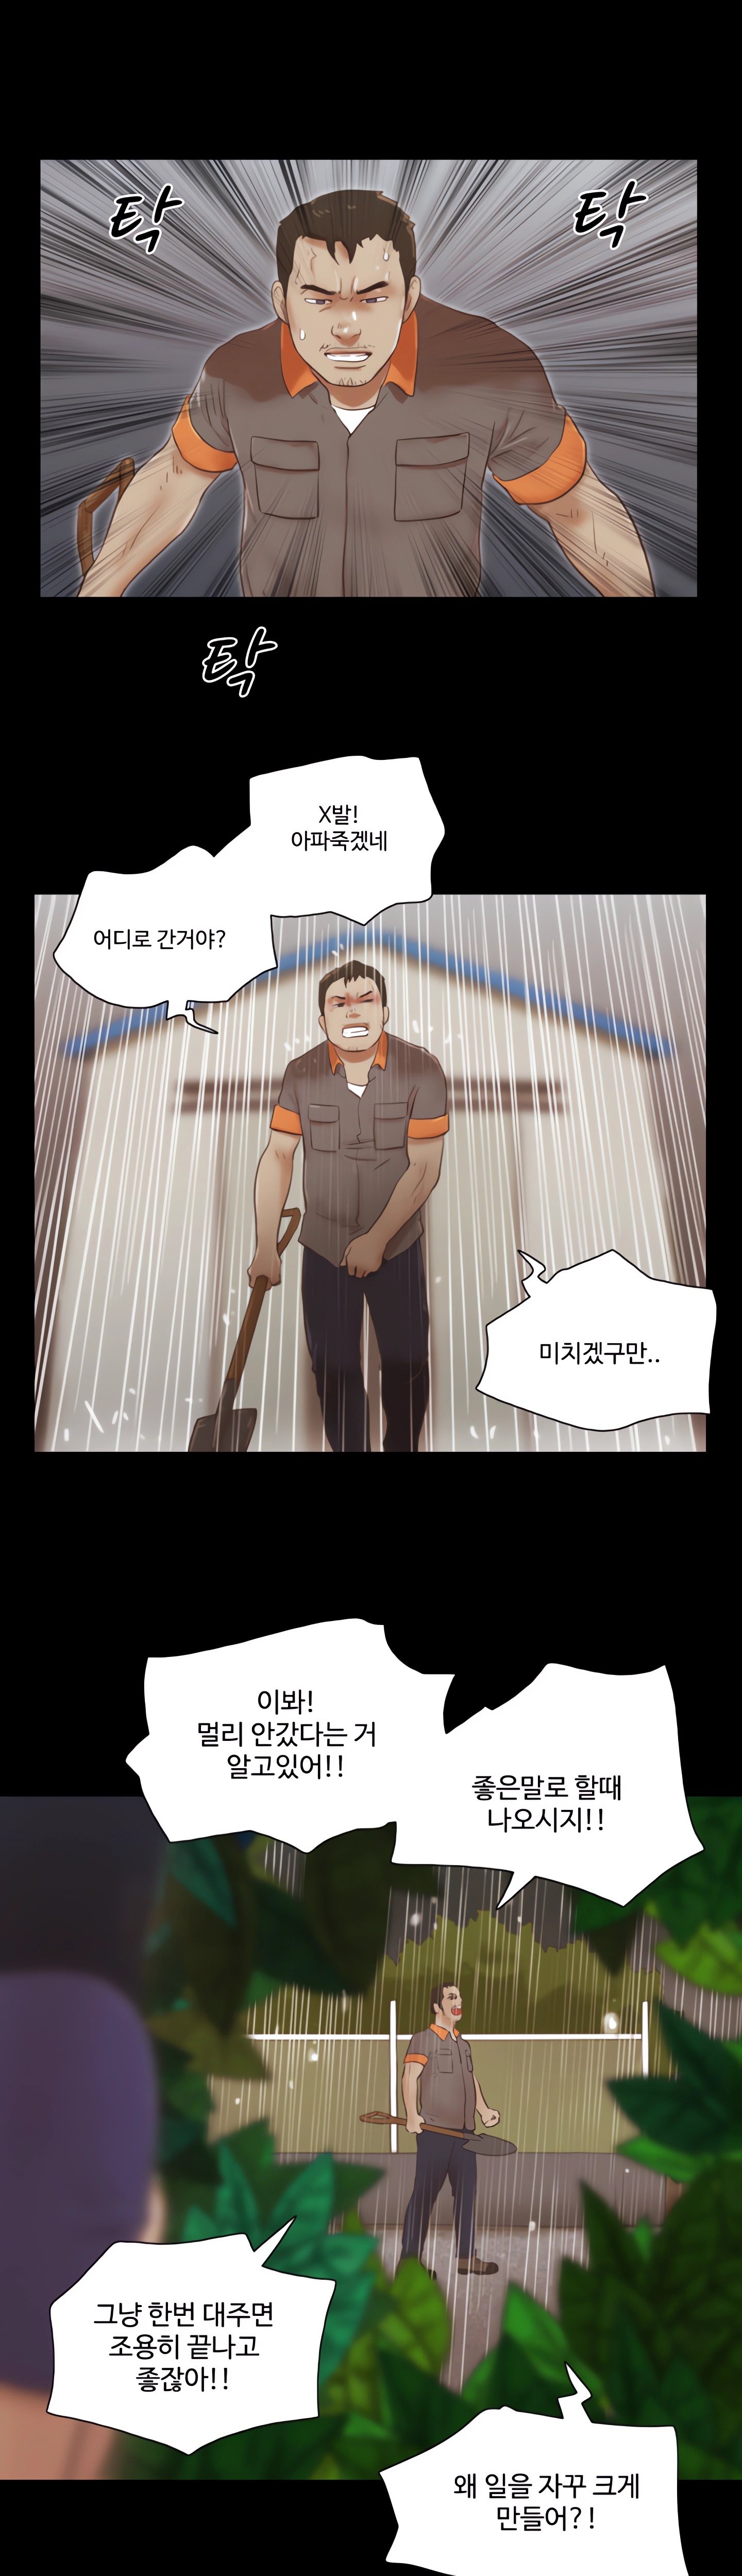 탁
탁
탁
X발!
아파죽겠네
어디로 간거야?
미치겠구만..
이봐!
멀리 안갔다는 거
알고있어!!
좋은말로 할때
나오시지!!
그냥 한번 대주면
조용히 끝나고
좋잖아!!
왜 일을 자꾸 크게
만들어?!